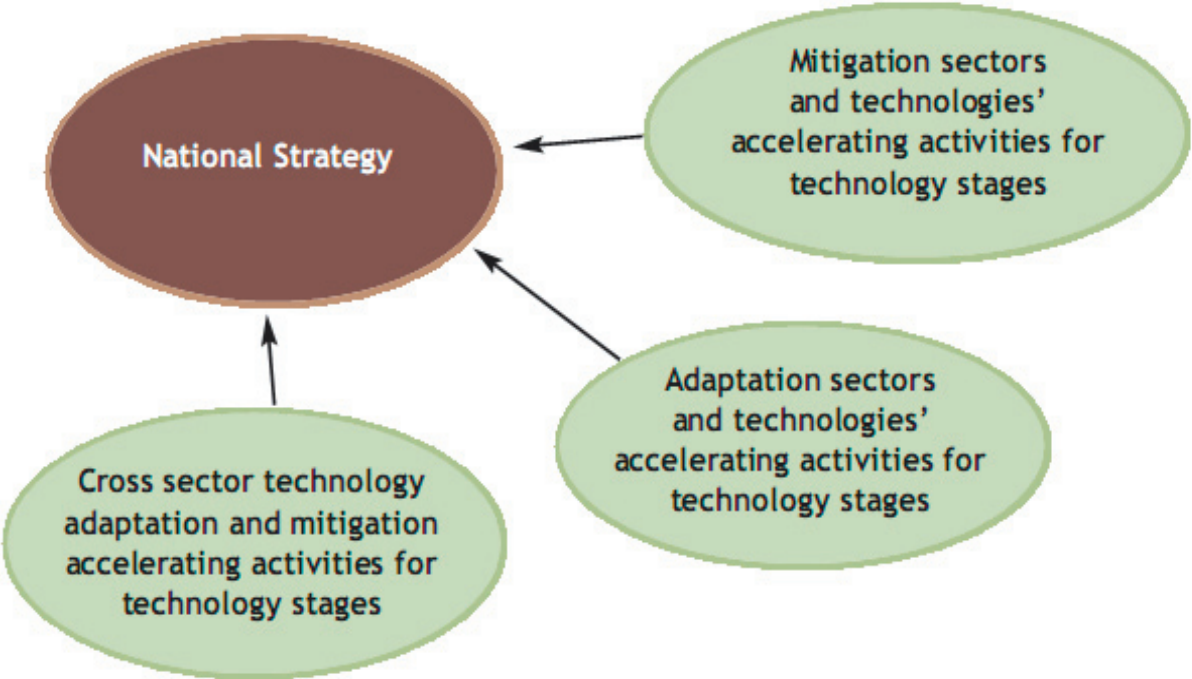 National Strategy
Mitigation sectors
and technologies’
accelerating activities for
technology stages
Adaptation sectors
and technologies’
accelerating activities for
technology stages
Cross sector technology
adaptation and mitigation
accelerating activities for
technology stages